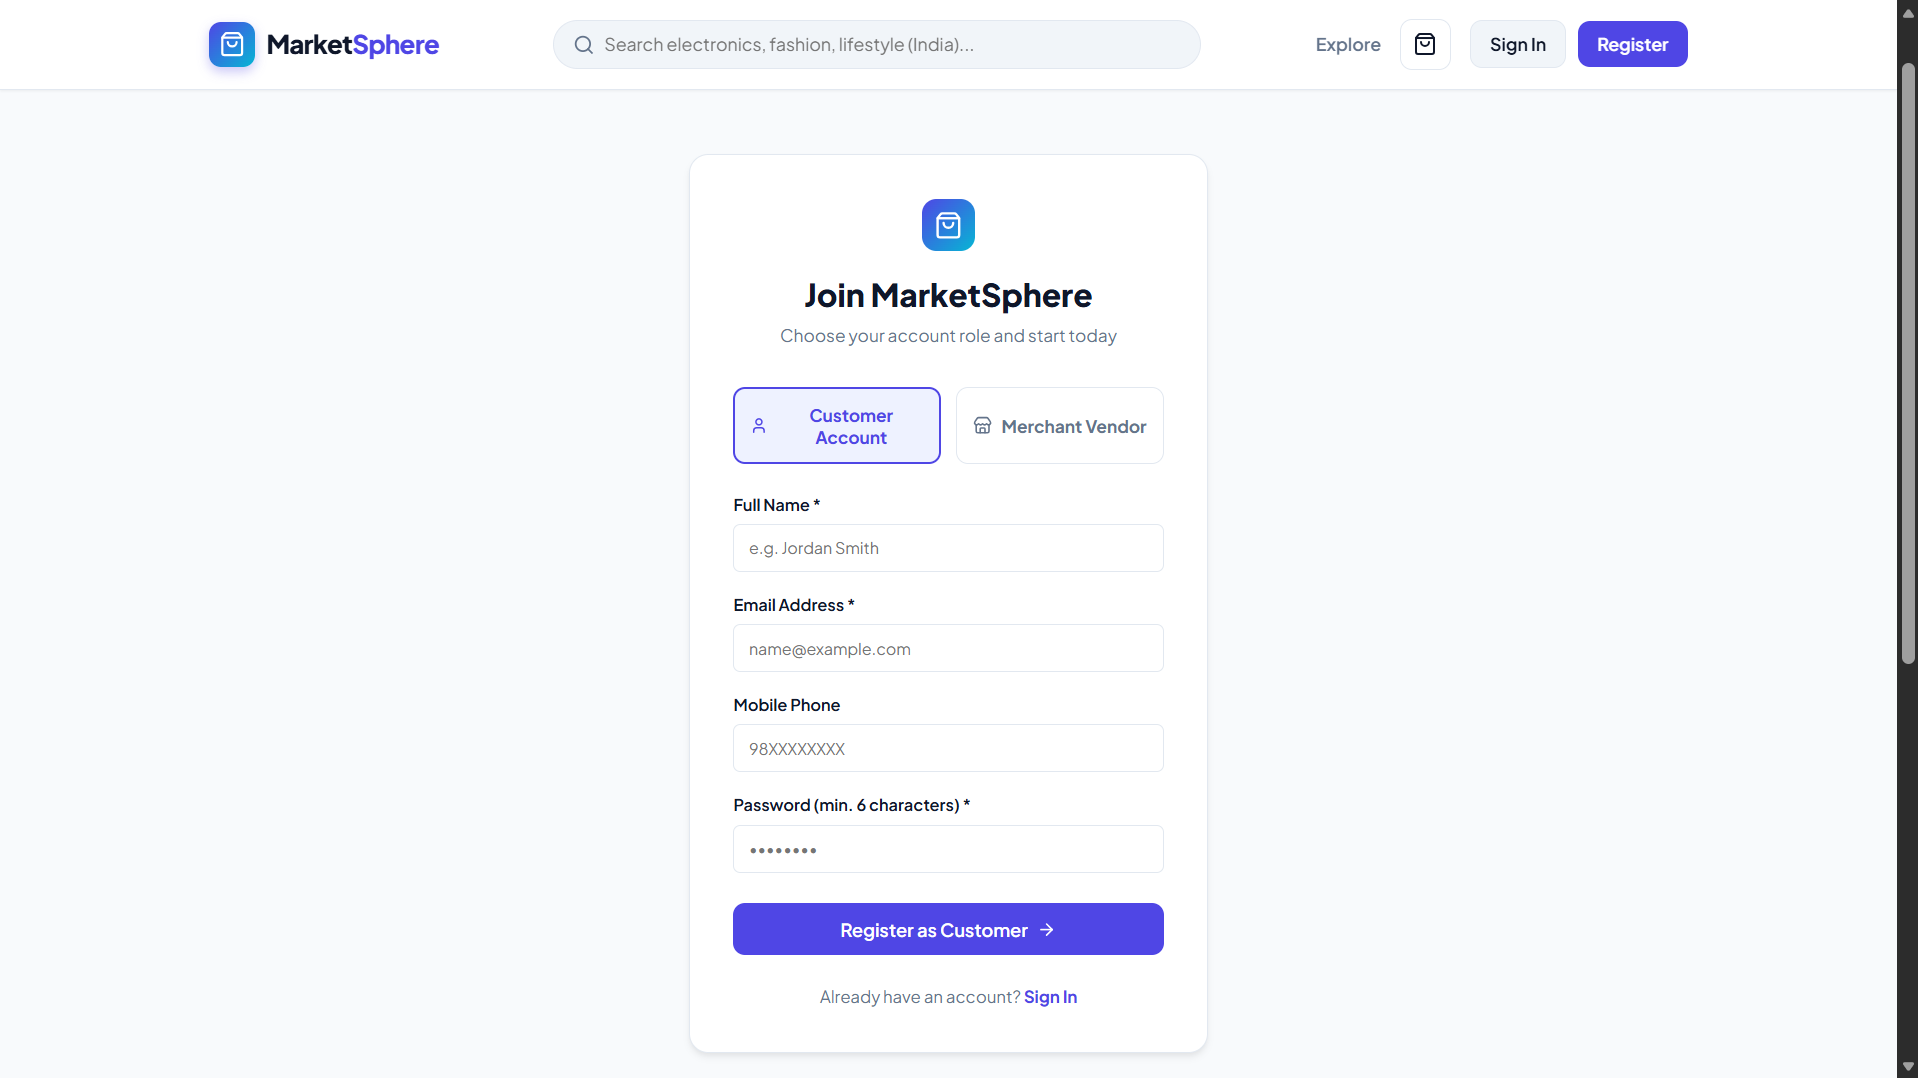 MarketSphere
Search electronics, fashion, lifestyle (India)...
Explore
Sign In
Register
Join MarketSphere
Choose your account role and start today
Customer
Account
Merchant Vendor
Full Name *
e.g. Jordan Smith
Email Address *
name@example.com
Mobile Phone
98XXXXXXXX
Password (min. 6 characters) *
••••••••
Register as Customer →
Already have an account? Sign In